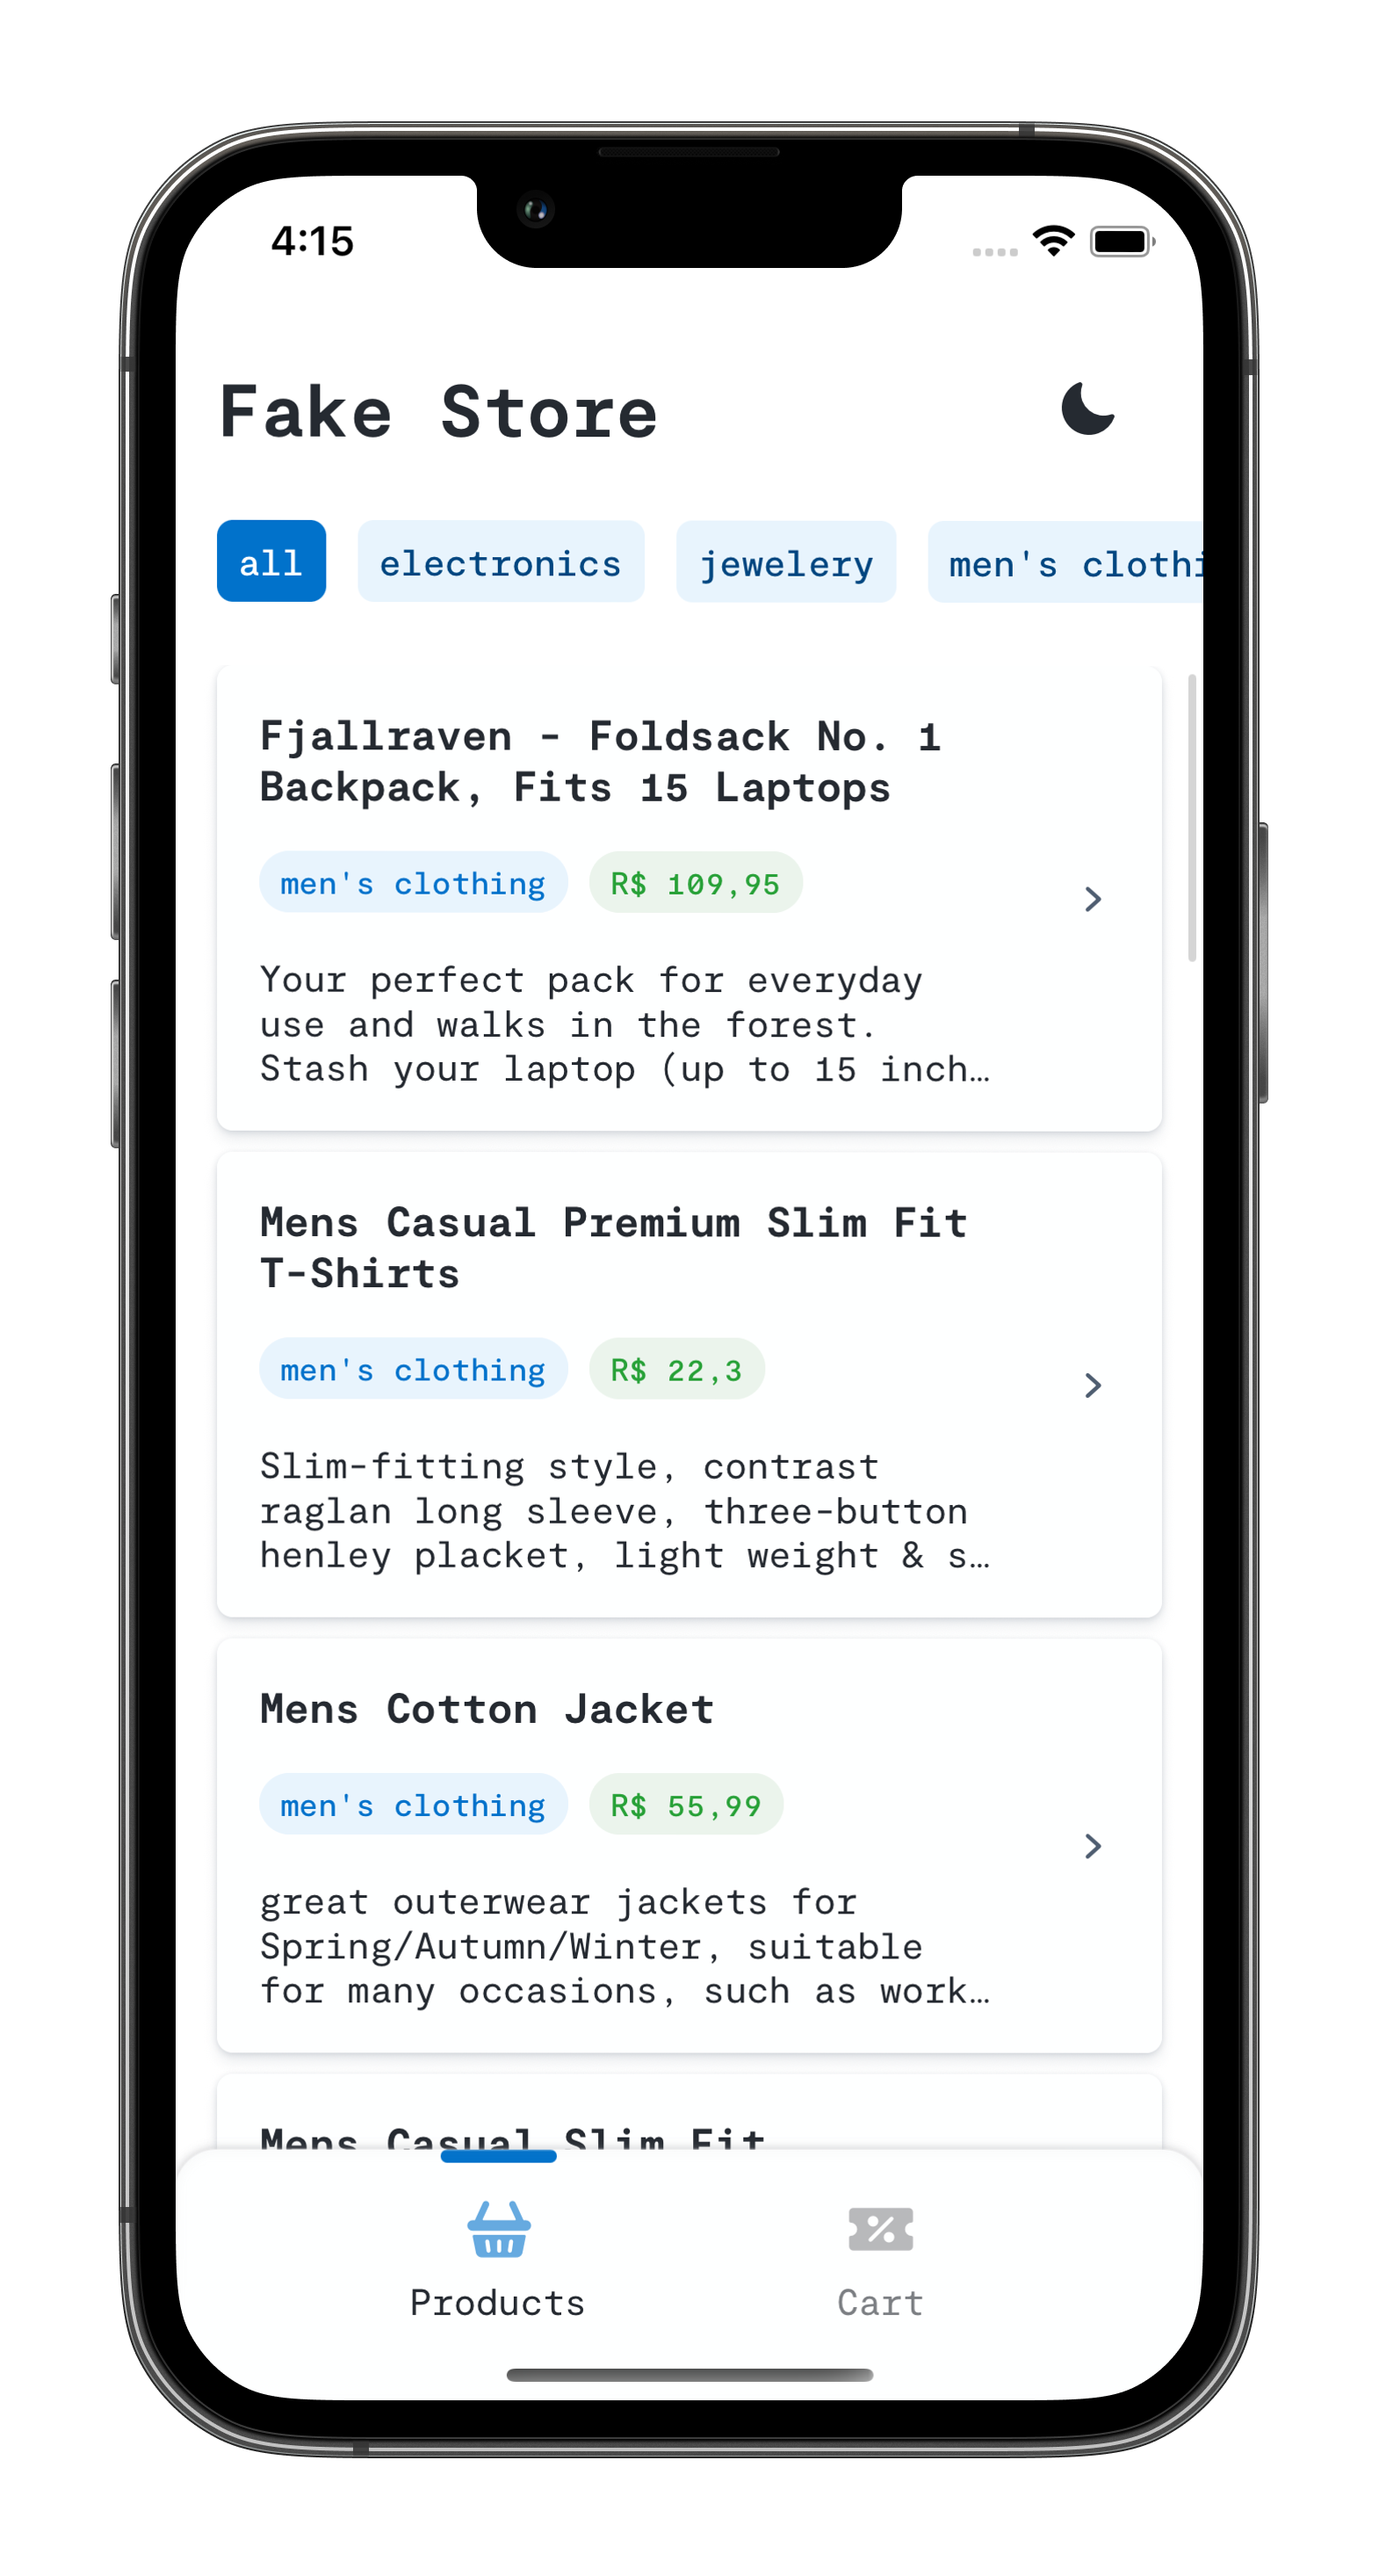 4:15
Fake Store
all
electronics
jewelery
men's clothi
Fjallraven - Foldsack No. 1
Backpack, Fits 15 Laptops
men's clothing
R$ 109,95
Your perfect pack for everyday
use and walks in the forest.
Stash your laptop (up to 15 inch…
Mens Casual Premium Slim Fit
T-Shirts
men's clothing
R$ 22,3
Slim-fitting style, contrast
raglan long sleeve, three-button
henley placket, light weight & s…
Mens Cotton Jacket
men's clothing
R$ 55,99
great outerwear jackets for
Spring/Autumn/Winter, suitable
for many occasions, such as work…
Mens Casual Slim Fit
Products
Cart